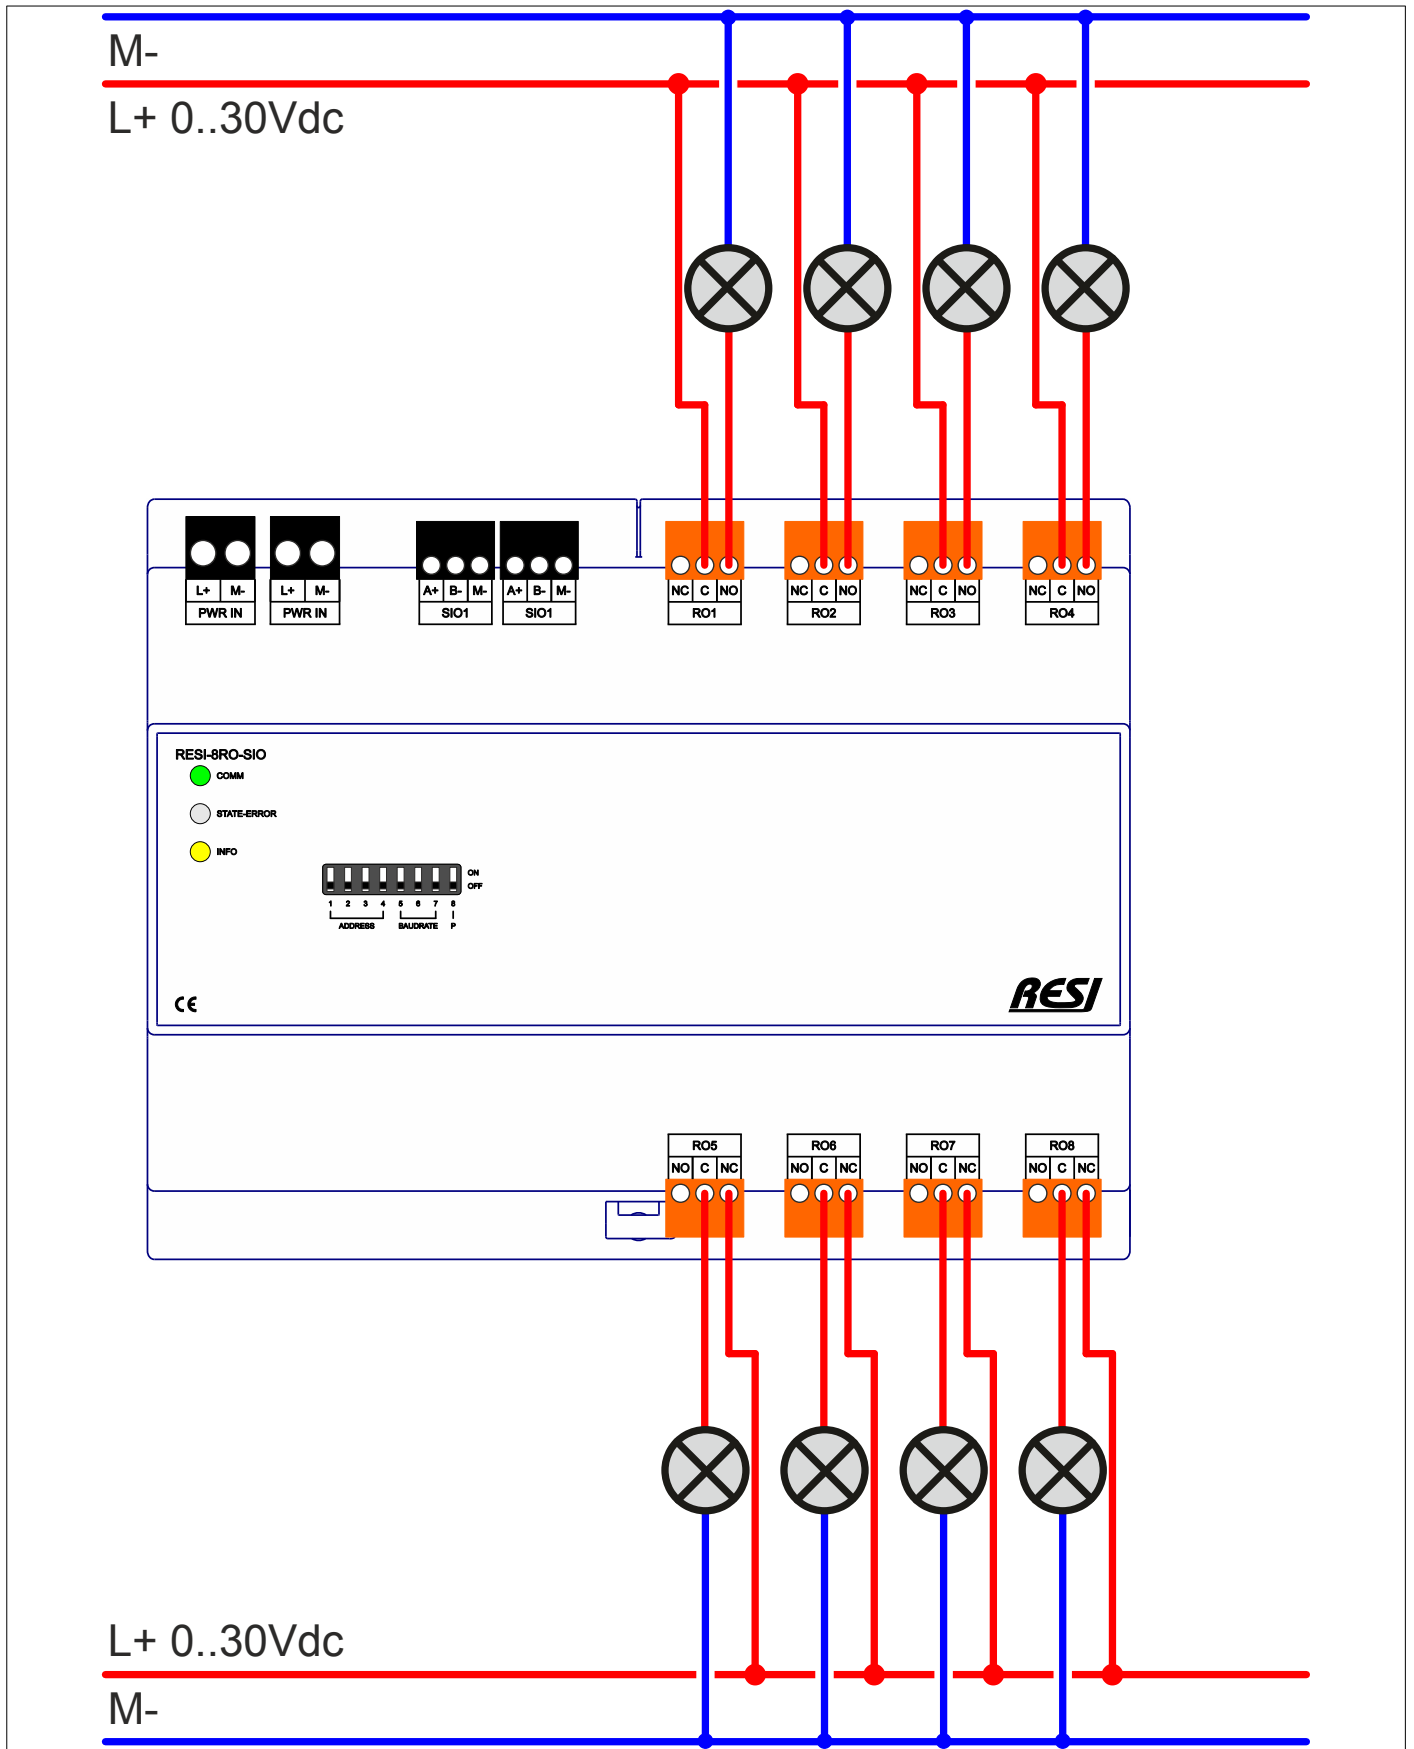 M-
L+ 0..30Vdc
L+ M- L+ M- A+ B- M- A+ B- M- NC C NO NC C NO NC C NO NC C NO
PWR IN PWR IN SIO1 SIO1 RO1 RO2 RO3 RO4
RESI-8RO-SIO
COMM
STATE-ERROR
INFO
ON
OFF
1 2 3 4 5 6 7 8
ADDRESS BAUDRATE P
CE
RESI
RO5 RO6 RO7 RO8
NO C NC NO C NC NO C NC NO C NC
L+ 0..30Vdc
M-